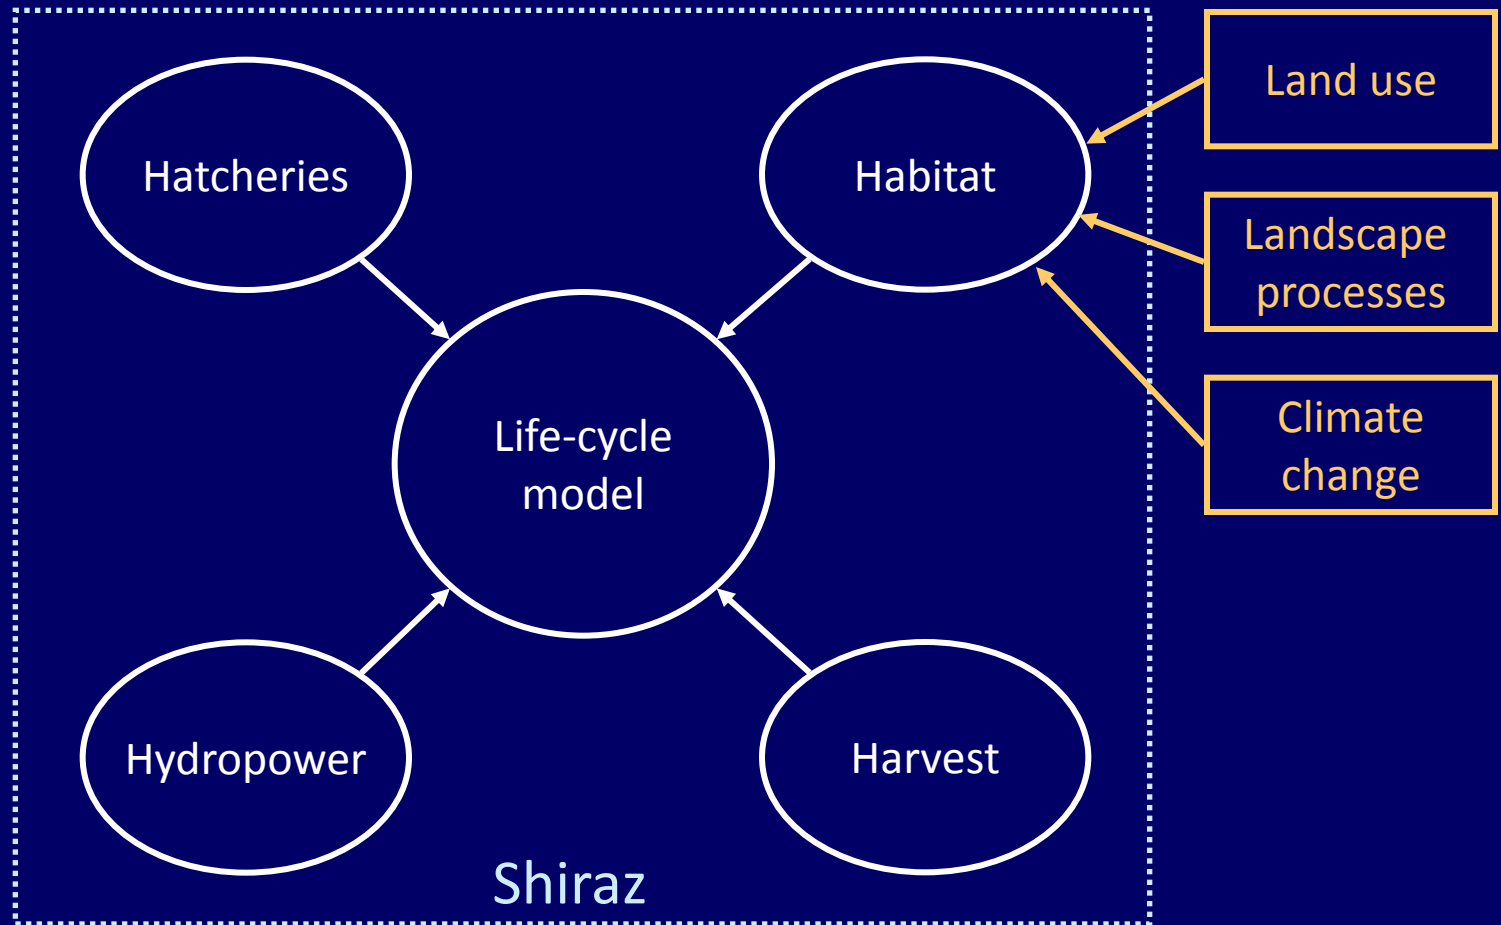 Hatcheries
Habitat
Life-cycle
model
Hydropower
Harvest
Shiraz
Land use
Landscape
processes
Climate
change